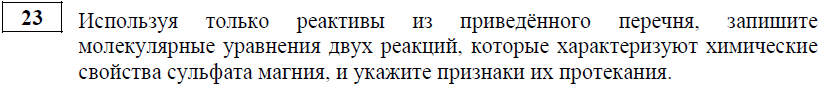 23
Используя только реактивы из приведённого перечня, запишите
молекулярные уравнения двух реакций, которые характеризуют химические
свойства сульфата магния, и укажите признаки их протекания.